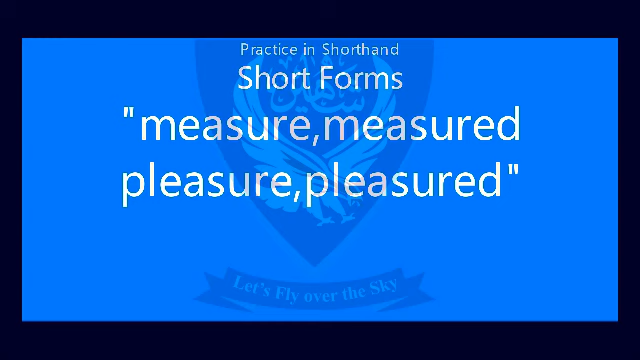 Practice in Shorthand
Short Forms
"measure,measured
pleasure,pleasured"
Let's Fly over the Sky